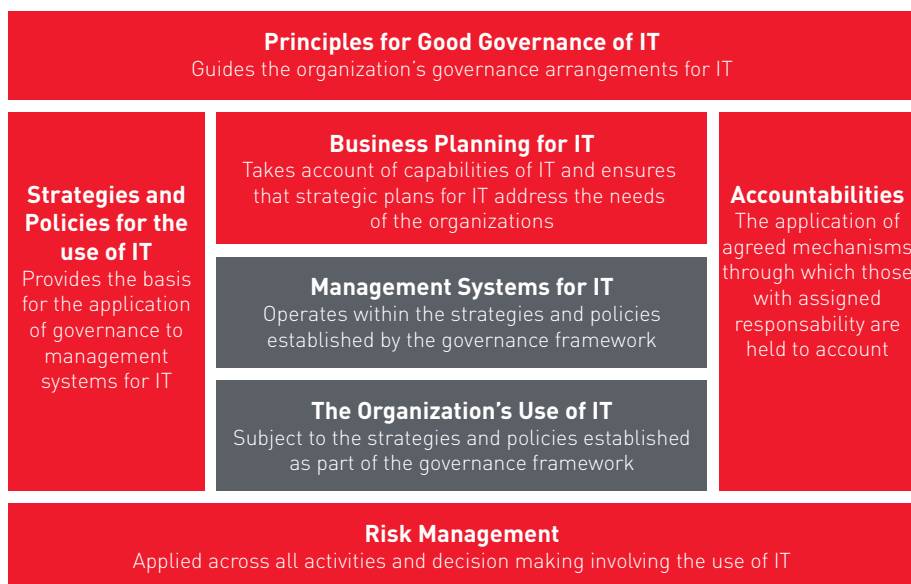 Principles for Good Governance of IT
Guides the organization's governance arrangements for IT
Strategies and
Policies for the
use of IT
Provides the basis
for the application
of governance to
management
systems for IT
Business Planning for IT
Takes account of capabilities of IT and ensures
that strategic plans for IT address the needs
of the organizations
Management Systems for IT
Operates within the strategies and policies
established by the governance framework
The Organization's Use of IT
Subject to the strategies and policies established
as part of the governance framework
Accountabilities
The application of
agreed mechanisms
through which those
with assigned
responsability are
held to account
Risk Management
Applied across all activities and decision making involving the use of IT